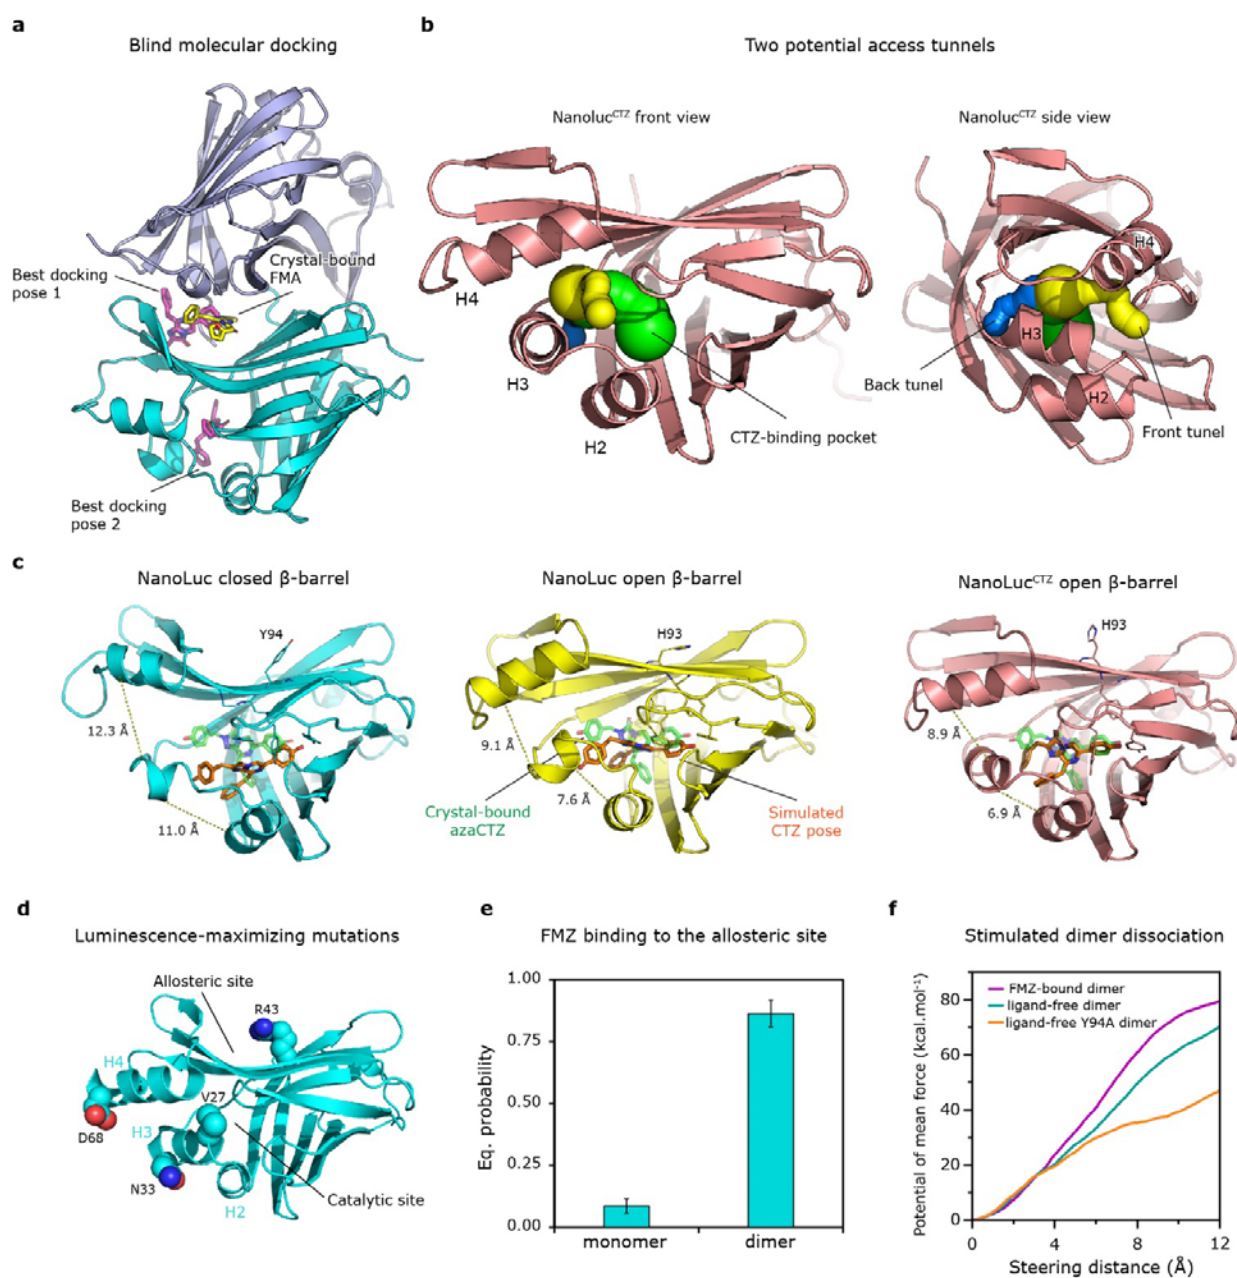 a
Blind molecular docking
Best docking
pose 1
Crystal-bound
FMA
Best docking
pose 2
b
Two potential access tunnels
Nanoluc^CTZ front view
H4
H3
H2
CTZ-binding pocket
Nanoluc^CTZ side view
H4
H3
H2
Back tunel
Front tunel
c
NanoLuc closed β-barrel
Y94
12.3 Å
11.0 Å
NanoLuc open β-barrel
H93
9.1 Å
7.6 Å
Crystal-bound
azaCTZ
Simulated
CTZ pose
NanoLuc^CTZ open β-barrel
H93
8.9 Å
6.9 Å
d
Luminescence-maximizing mutations
Allosteric site
R43
H4
V27
D68
H3
N33
H2
Catalytic site
e
FMZ binding to the allosteric site
Eq. probability
1.00
0.75
0.50
0.25
0.00
monomer
dimer
f
Stimulated dimer dissociation
Potential of mean force (kcal.mol⁻¹)
80
60
40
20
0
FMZ-bound dimer
ligand-free dimer
ligand-free Y94A dimer
0
4
8
12
Steering distance (Å)